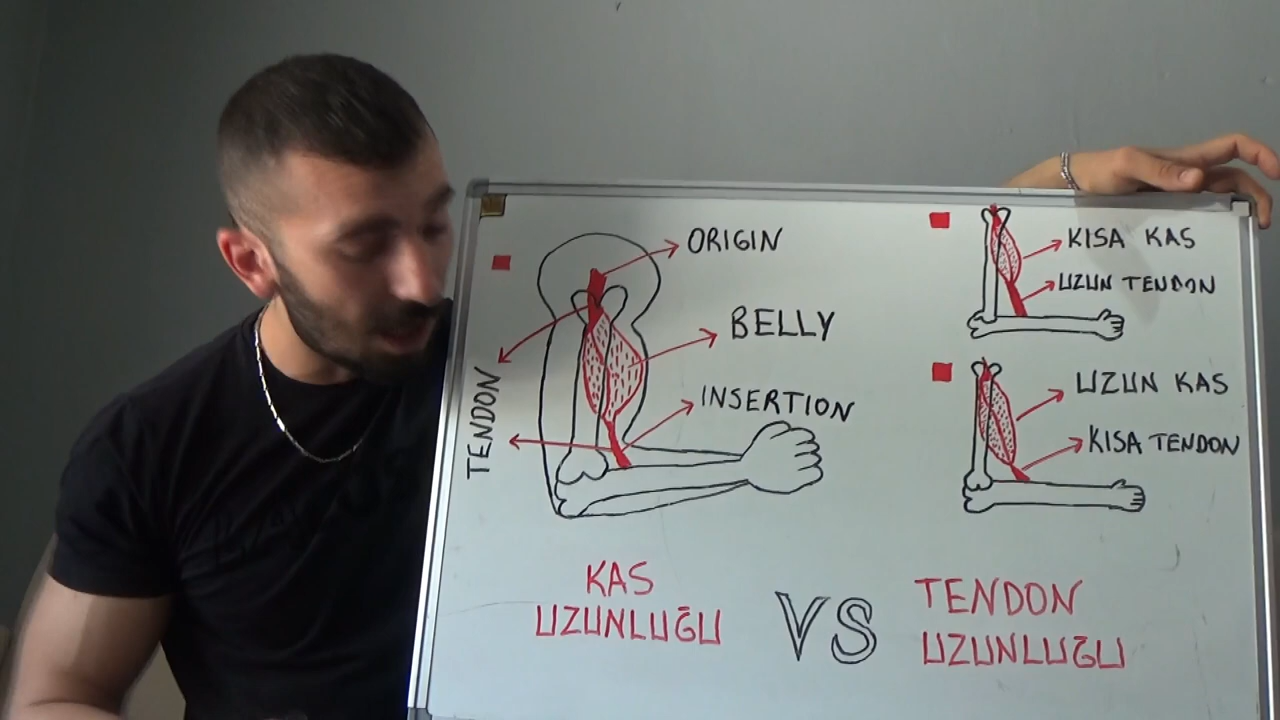 ORIGIN
BELLY
INSERTION
TENDON
KISA KAS
UZUN TENDON
UZUN KAS
KISA TENDON
KAS
UZUNLUĞU
VS
TENDON
UZUNLUĞU